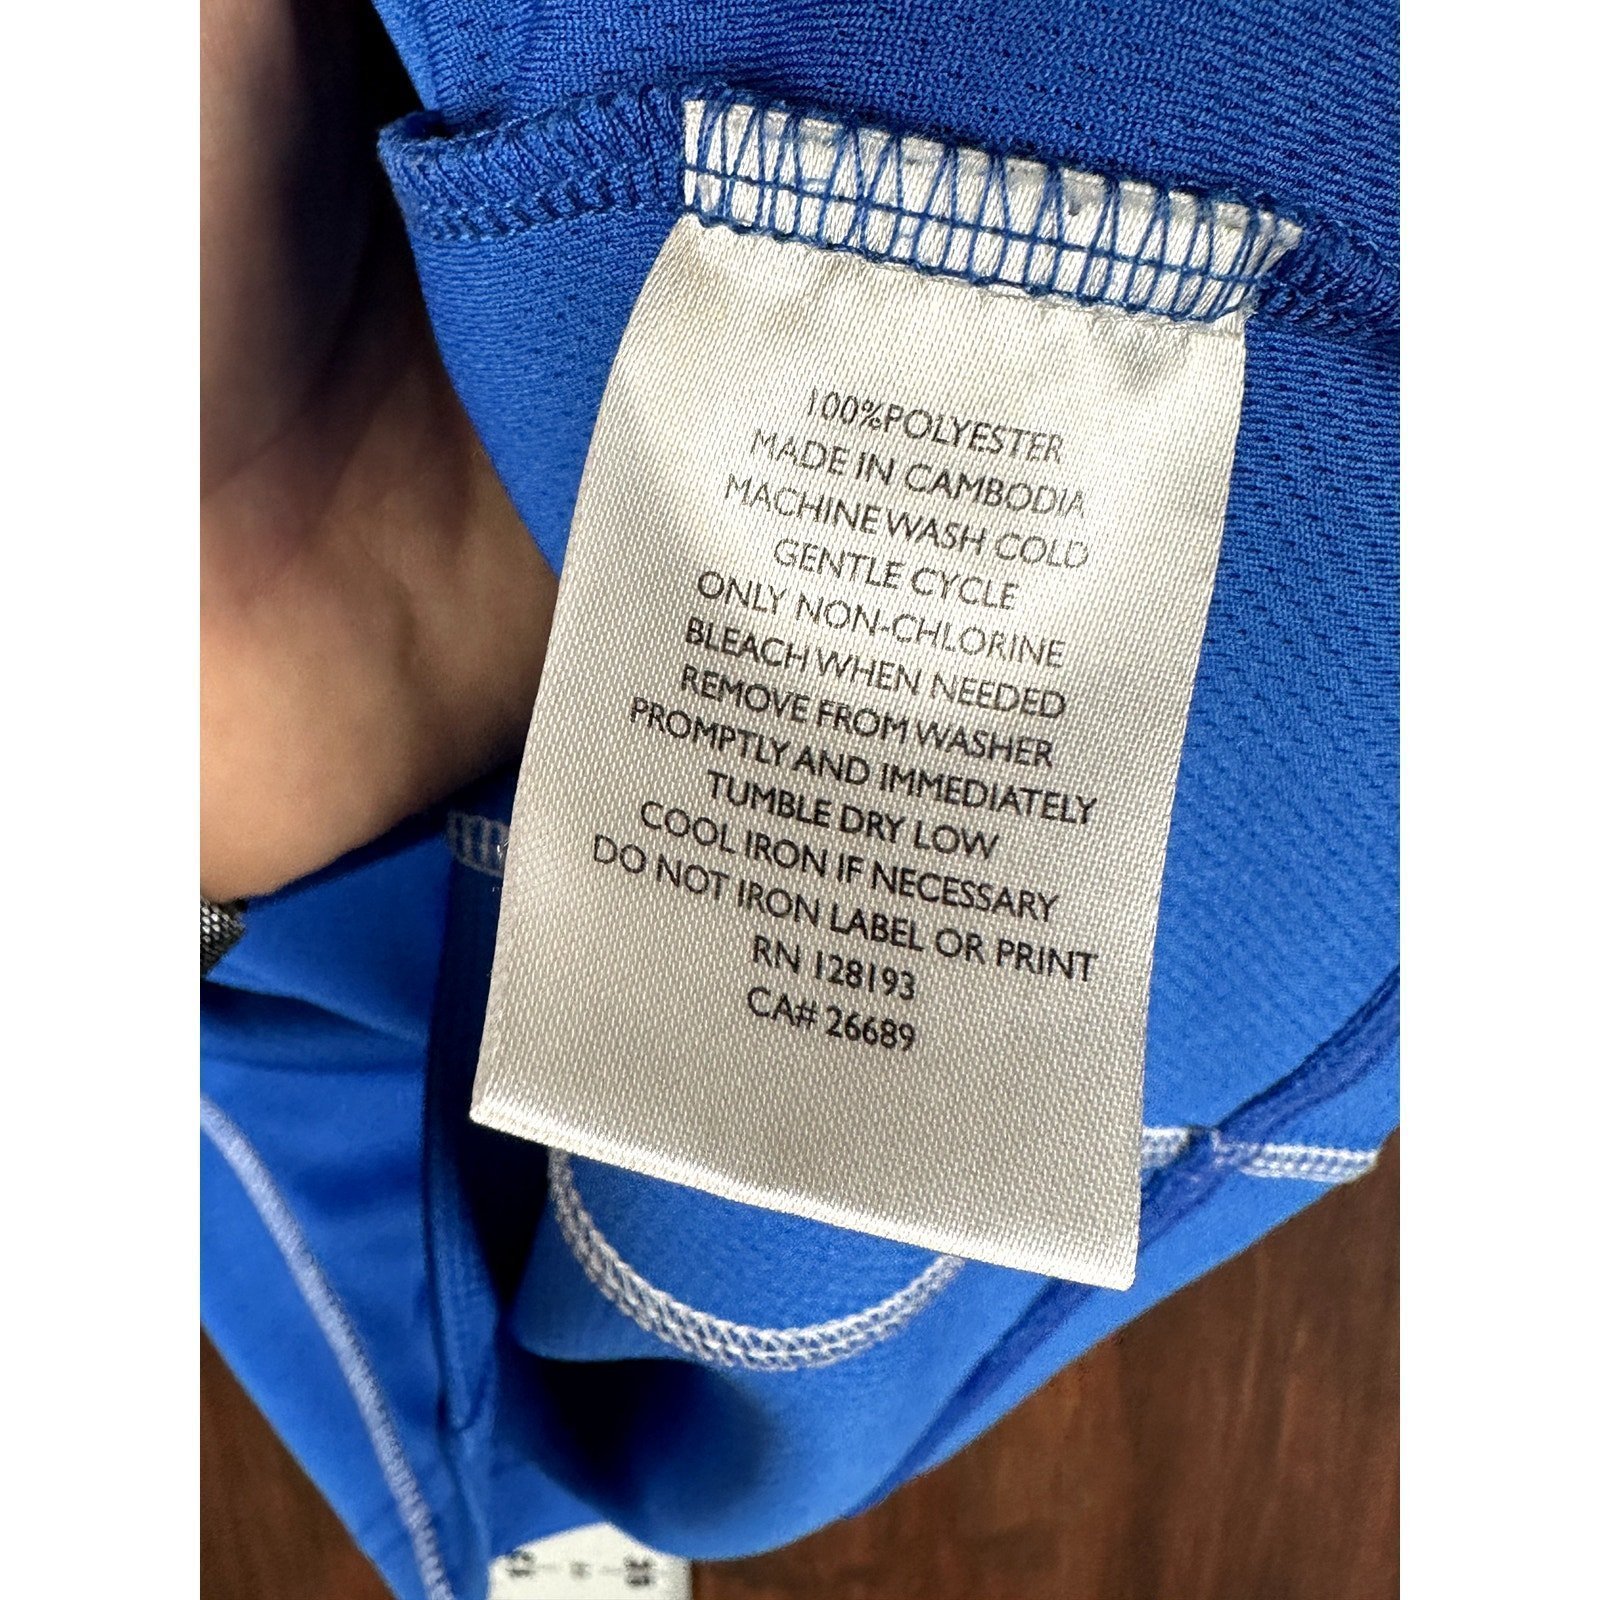 100%POLYESTER
MADE IN CAMBODIA
MACHINE WASH COLD
GENTLE CYCLE
ONLY NON-CHLORINE
BLEACH WHEN NEEDED
REMOVE FROM WASHER
PROMPTLY AND IMMEDIATELY
TUMBLE DRY LOW
COOL IRON IF NECESSARY
DO NOT IRON LABEL OR PRINT
RN 128193
CA# 26689